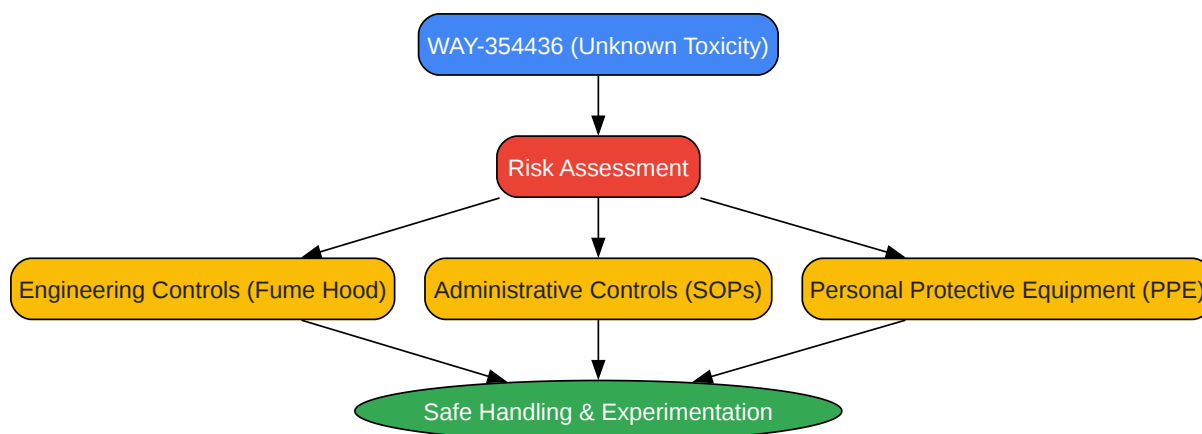 WAY-354436 (Unknown Toxicity)
Risk Assessment
Engineering Controls (Fume Hood)
Administrative Controls (SOPs)
Personal Protective Equipment (PPE)
Safe Handling & Experimentation